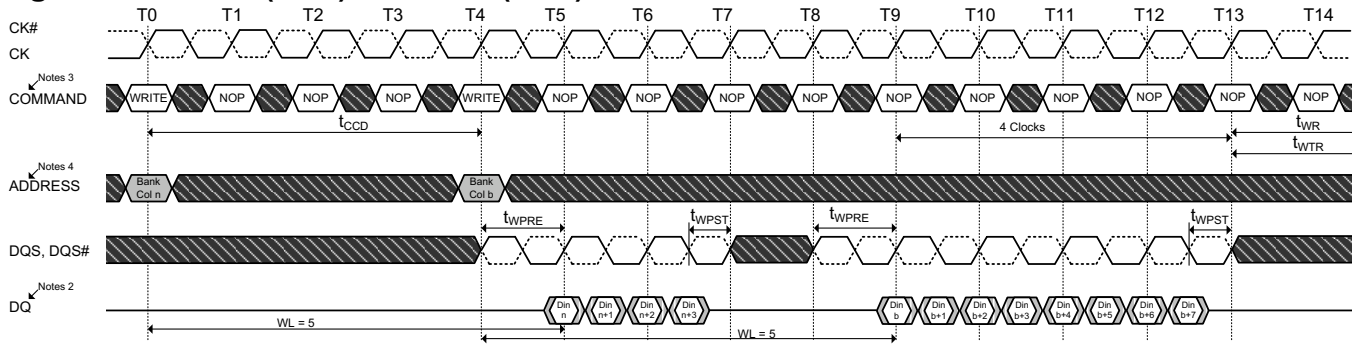 T0 T1 T2 T3 T4 T5 T6 T7 T8 T9 T10 T11 T12 T13 T14
CK#
CK
Notes 3
COMMAND WRITE NOP NOP NOP WRITE NOP NOP NOP NOP NOP NOP NOP NOP NOP NOP
tCCD 4 Clocks tWR
tWTR
Notes 4
ADDRESS Bank Col n Bank Col b
tWPRE tWPST tWPRE tWPST
DQS, DQS#
Notes 2
DQ Din n Din n+1 Din n+2 Din n+3 Din b Din b+1 Din b+2 Din b+3 Din b+4 Din b+5 Din b+6 Din b+7
WL = 5
WL = 5